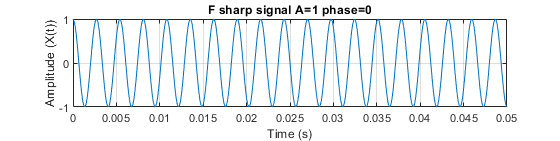 F sharp signal A=1 phase=0
Amplitude (X(t))
1
0
-1
0 0.005 0.01 0.015 0.02 0.025 0.03 0.035 0.04 0.045 0.05
Time (s)